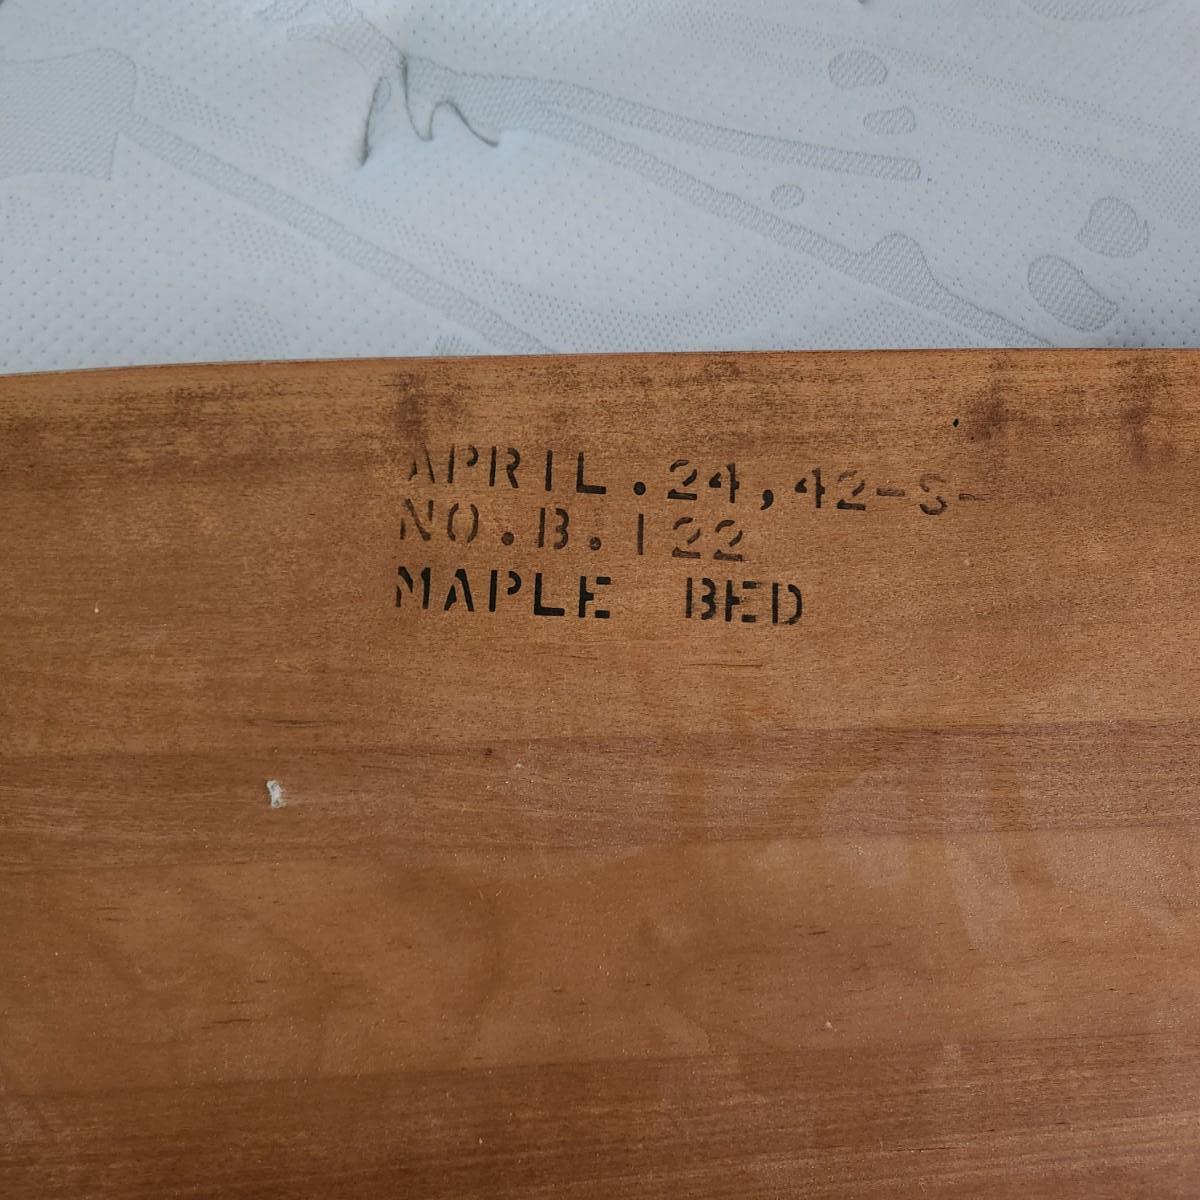 APRIL.24,42-S-
NO.B.122
MAPLE BED